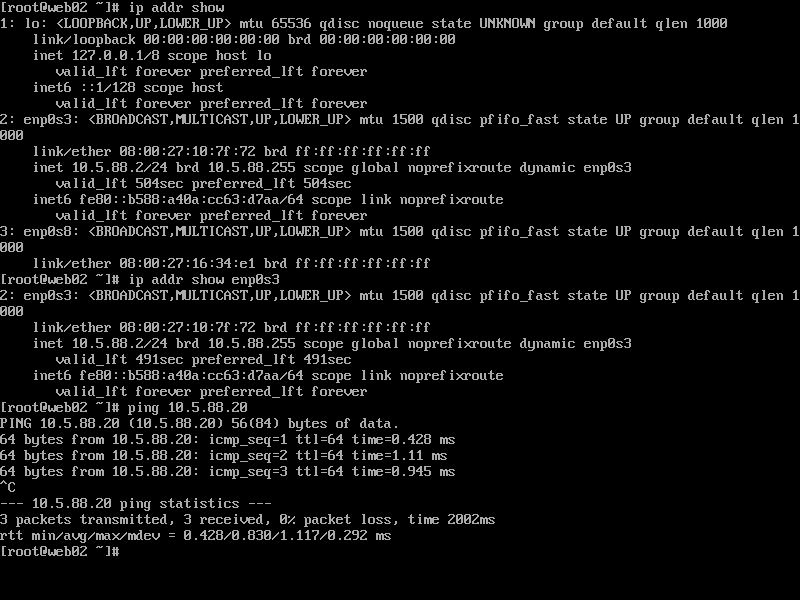 [root@web02 ~]# ip addr show
1: lo: <LOOPBACK,UP,LOWER_UP> mtu 65536 qdisc noqueue state UNKNOWN group default qlen 1000
    link/loopback 00:00:00:00:00:00 brd 00:00:00:00:00:00
    inet 127.0.0.1/8 scope host lo
       valid_lft forever preferred_lft forever
    inet6 ::1/128 scope host
       valid_lft forever preferred_lft forever
2: enp0s3: <BROADCAST,MULTICAST,UP,LOWER_UP> mtu 1500 qdisc pfifo_fast state UP group default qlen 1
000
    link/ether 08:00:27:10:7f:72 brd ff:ff:ff:ff:ff:ff
    inet 10.5.88.2/24 brd 10.5.88.255 scope global noprefixroute dynamic enp0s3
       valid_lft 504sec preferred_lft 504sec
    inet6 fe80::b588:a40a:cc63:d7aa/64 scope link noprefixroute
       valid_lft forever preferred_lft forever
3: enp0s8: <BROADCAST,MULTICAST,UP,LOWER_UP> mtu 1500 qdisc pfifo_fast state UP group default qlen 1
000
    link/ether 08:00:27:16:34:e1 brd ff:ff:ff:ff:ff:ff
[root@web02 ~]# ip addr show enp0s3
2: enp0s3: <BROADCAST,MULTICAST,UP,LOWER_UP> mtu 1500 qdisc pfifo_fast state UP group default qlen 1
000
    link/ether 08:00:27:10:7f:72 brd ff:ff:ff:ff:ff:ff
    inet 10.5.88.2/24 brd 10.5.88.255 scope global noprefixroute dynamic enp0s3
       valid_lft 491sec preferred_lft 491sec
    inet6 fe80::b588:a40a:cc63:d7aa/64 scope link noprefixroute
       valid_lft forever preferred_lft forever
[root@web02 ~]# ping 10.5.88.20
PING 10.5.88.20 (10.5.88.20) 56(84) bytes of data.
64 bytes from 10.5.88.20: icmp_seq=1 ttl=64 time=0.428 ms
64 bytes from 10.5.88.20: icmp_seq=2 ttl=64 time=1.11 ms
64 bytes from 10.5.88.20: icmp_seq=3 ttl=64 time=0.945 ms
^C
--- 10.5.88.20 ping statistics ---
3 packets transmitted, 3 received, 0% packet loss, time 2002ms
rtt min/avg/max/mdev = 0.428/0.830/1.117/0.292 ms
[root@web02 ~]#